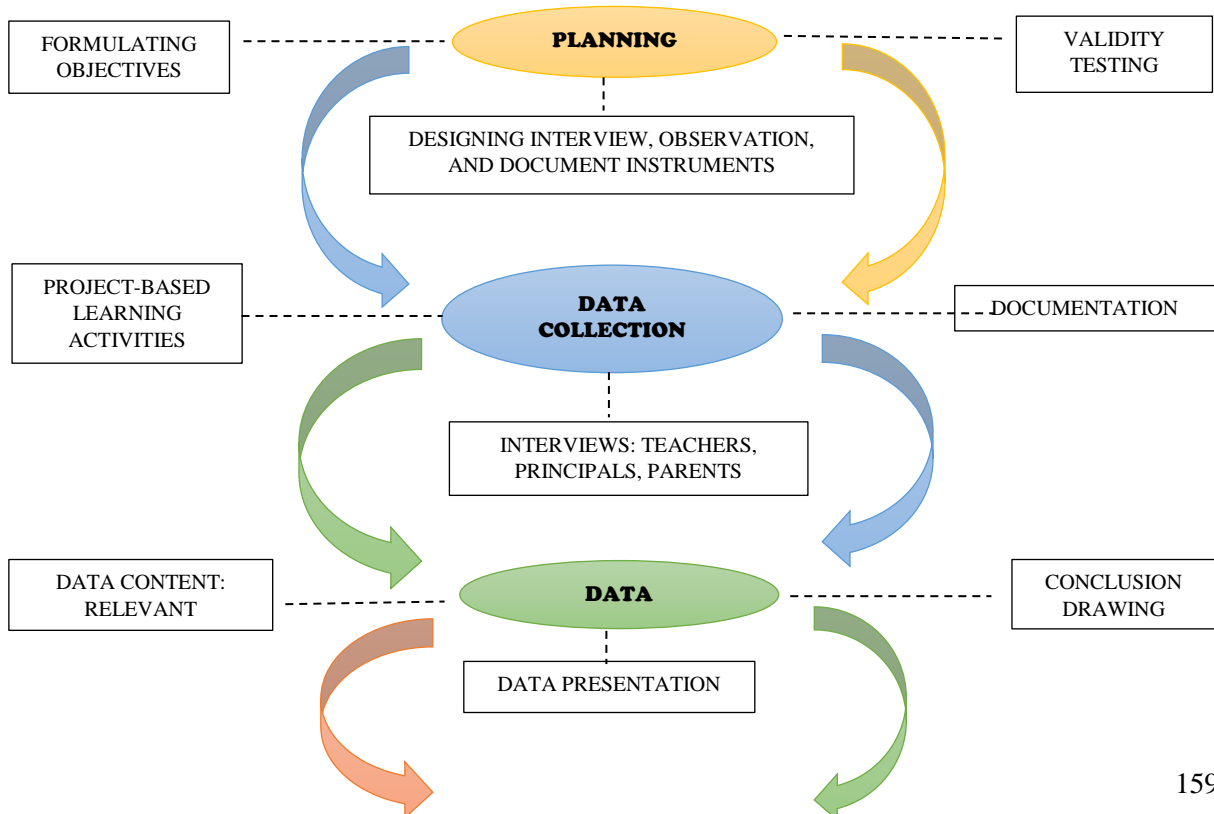 PLANNING
FORMULATING
OBJECTIVES
VALIDITY
TESTING
DESIGNING INTERVIEW, OBSERVATION,
AND DOCUMENT INSTRUMENTS
PROJECT-BASED
LEARNING
ACTIVITIES
DATA
COLLECTION
DOCUMENTATION
INTERVIEWS: TEACHERS,
PRINCIPALS, PARENTS
DATA CONTENT:
RELEVANT
DATA
CONCLUSION
DRAWING
DATA PRESENTATION
159